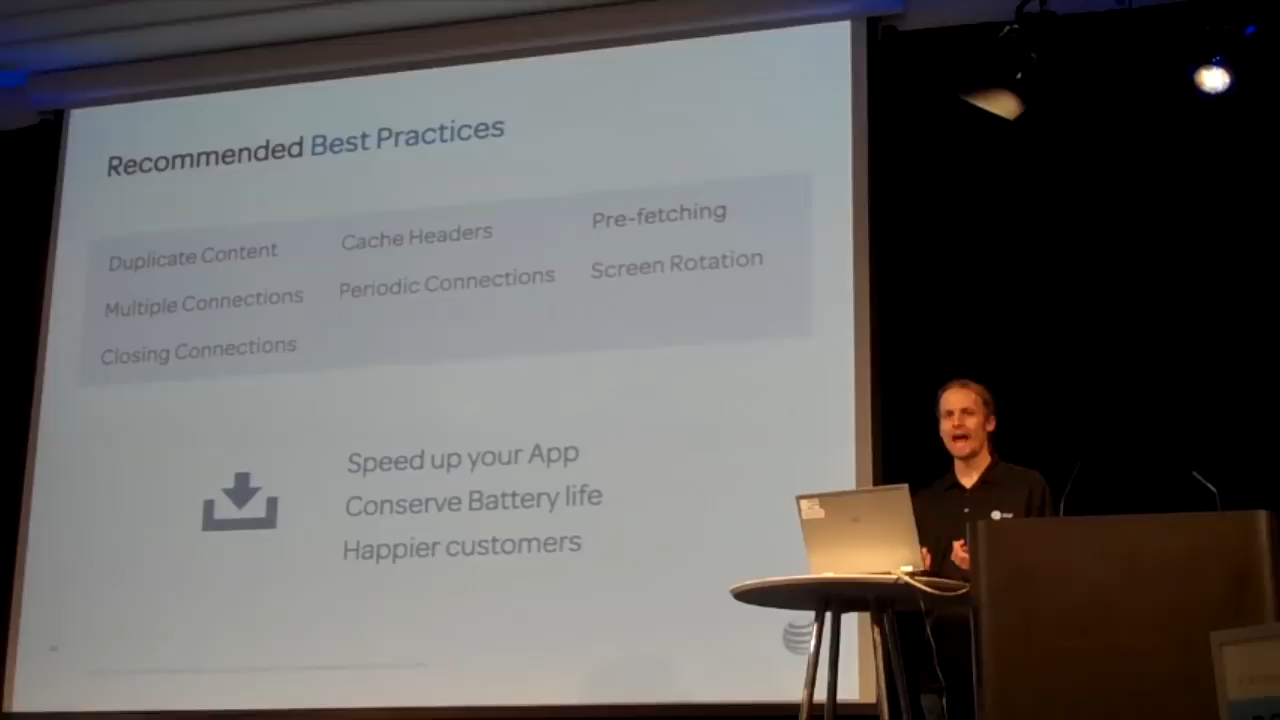 Recommended Best Practices
Duplicate Content Cache Headers Pre-fetching
Multiple Connections Periodic Connections Screen Rotation
Closing Connections
Speed up your App
Conserve Battery life
Happier customers